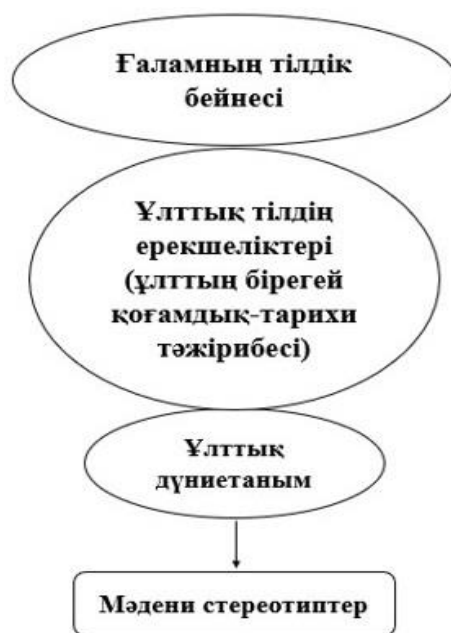 Ғаламның тілдік
бейнесі
Ұлттық тілдің
ерекшеліктері
(ұлттың бірегей
қоғамдық-тарихи
тәжірибесі)
Ұлттық
дүниетаным
Мәдени стереотиптер